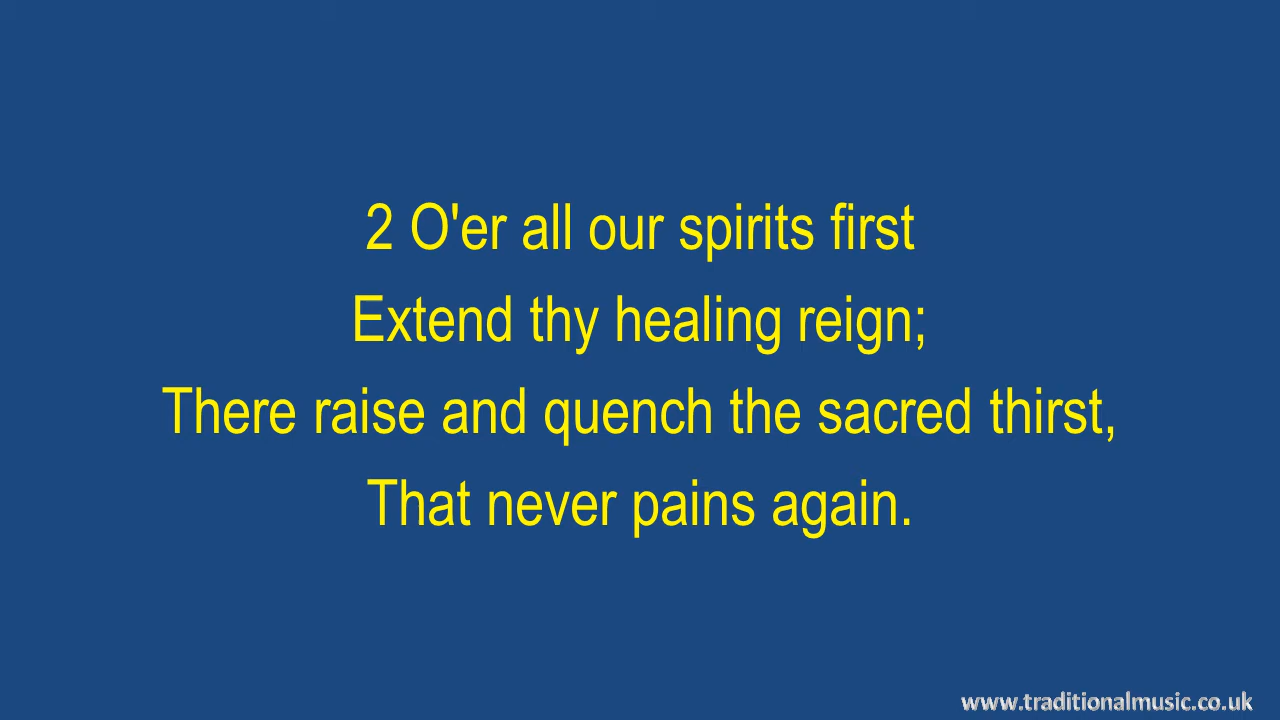 2 O'er all our spirits first
Extend thy healing reign;
There raise and quench the sacred thirst,
That never pains again.
www.traditionalmusic.co.uk